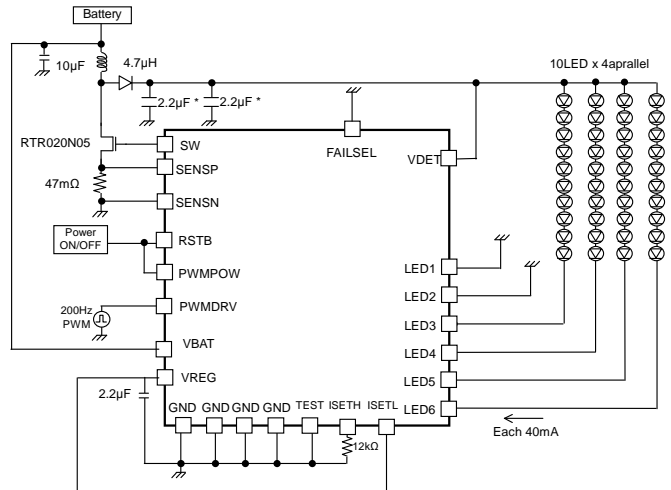 Battery
10μF
4.7μH
2.2μF *
2.2μF *
10LED x 4aprallel
RTR020N05
FAILSEL
SW
VDET
SENSP
47mΩ
SENSN
Power
ON/OFF
RSTB
PWMPOW
LED1
LED2
200Hz
PWM
PWMDRV
LED3
VBAT
LED4
VREG
LED5
2.2μF
GND
GND
GND
GND
TEST
ISETH
ISETL
LED6
12kΩ
Each 40mA